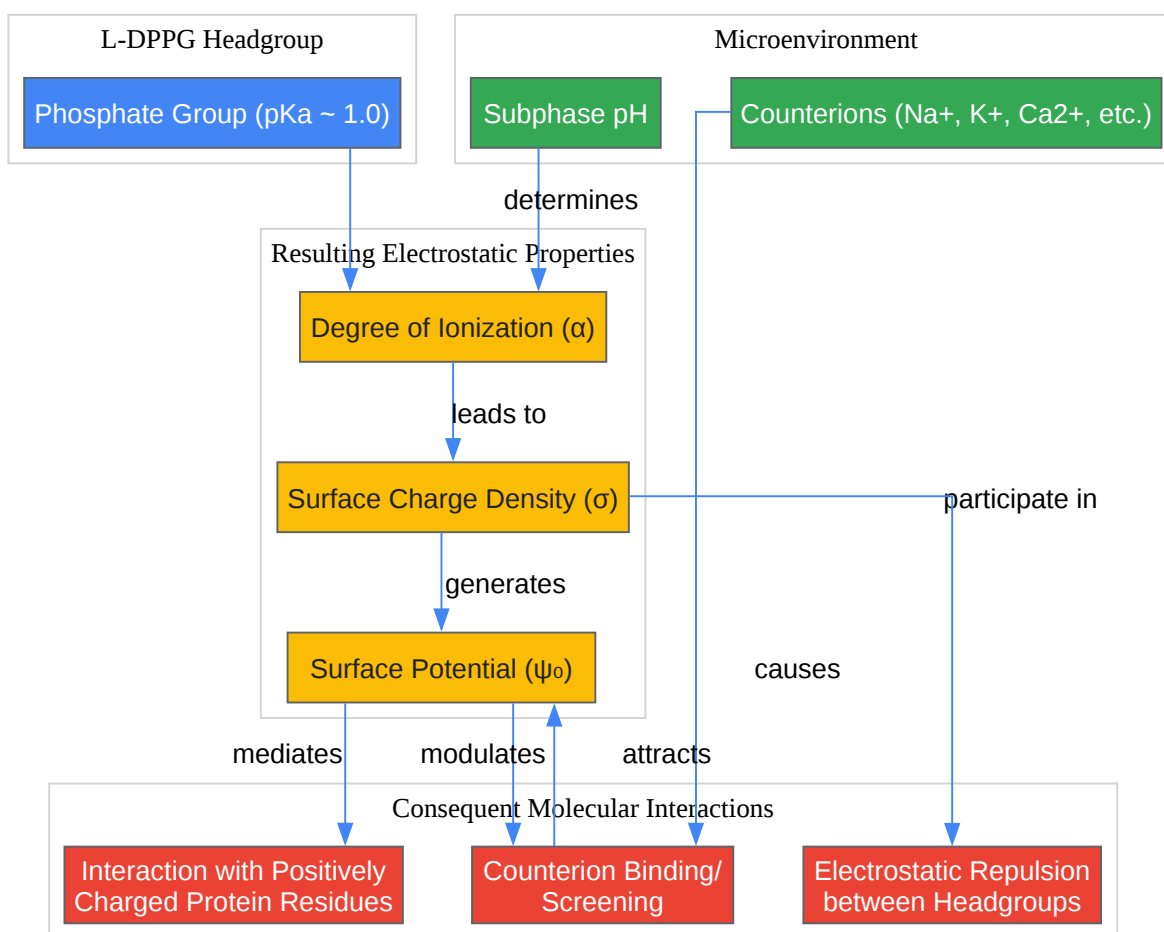 L-DPPG Headgroup
Microenvironment
Phosphate Group (pKa ~ 1.0)
Subphase pH
Counterions (Na+, K+, Ca2+, etc.)
determines
Resulting Electrostatic Properties
Degree of Ionization (α)
leads to
Surface Charge Density (σ)
participate in
generates
Surface Potential (ψ₀)
causes
mediates
modulates
attracts
Consequent Molecular Interactions
Interaction with Positively
Charged Protein Residues
Counterion Binding/
Screening
Electrostatic Repulsion
between Headgroups